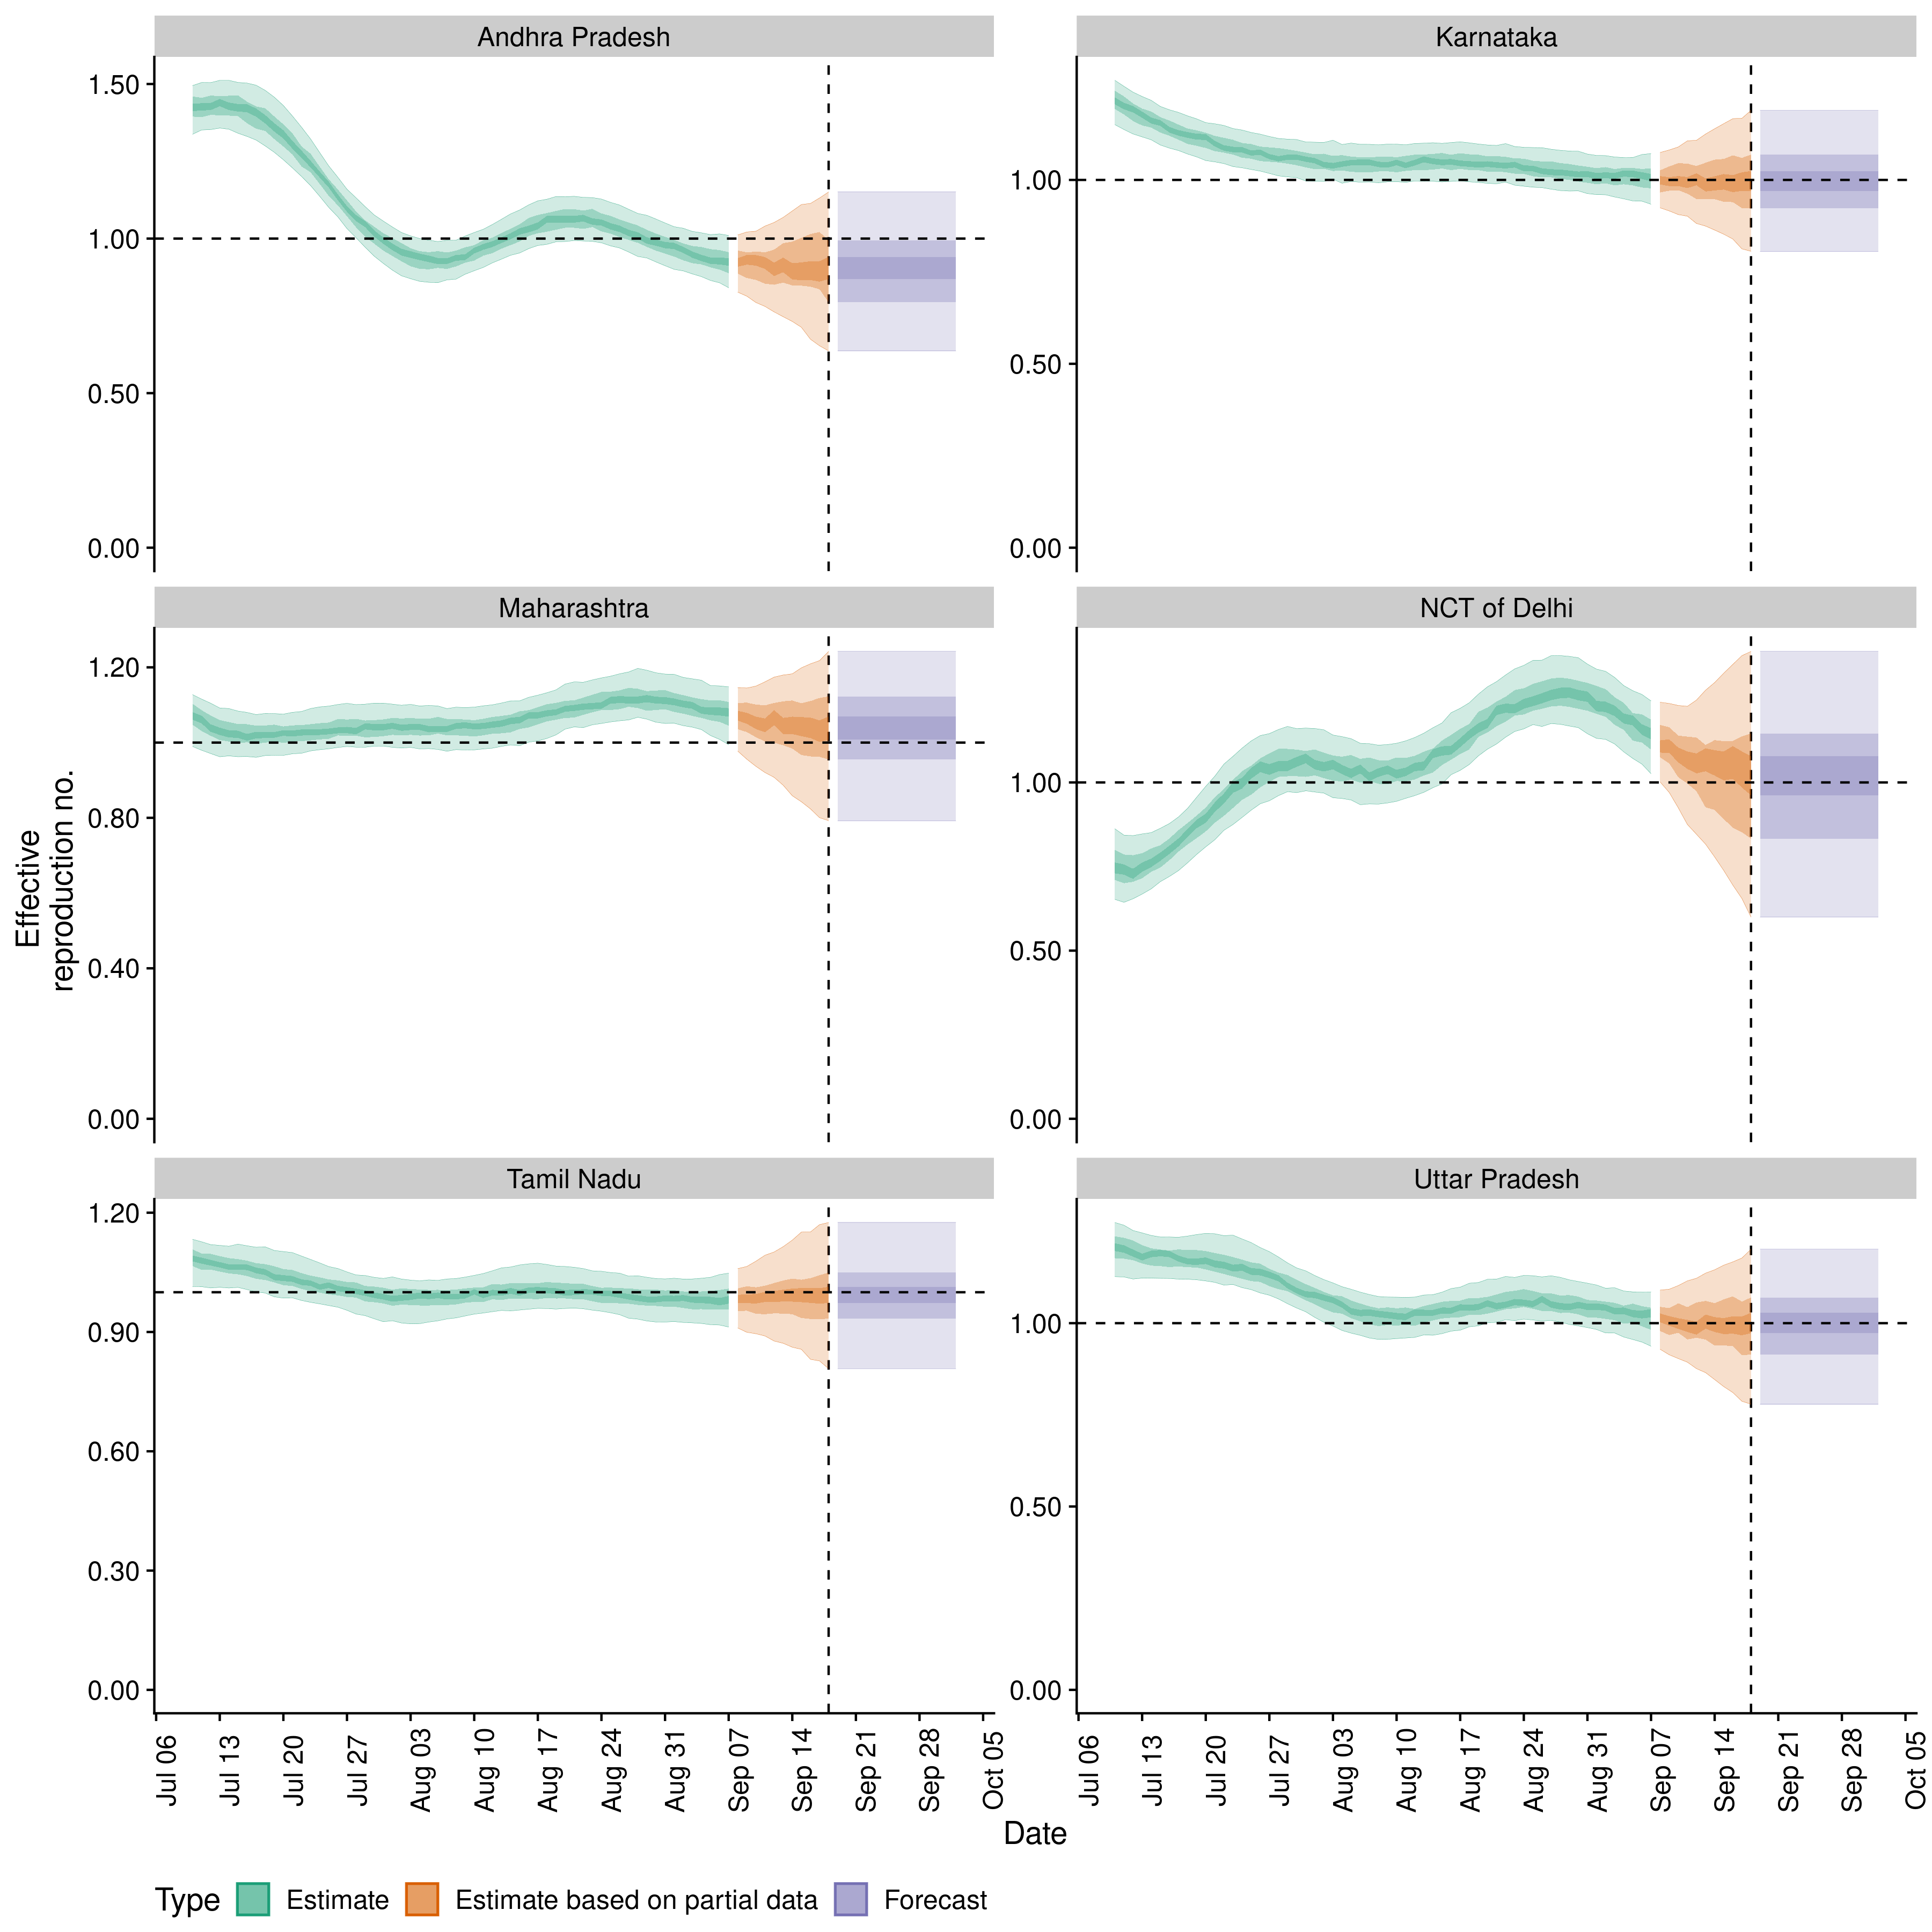 Andhra Pradesh
Karnataka
1.50
1.00
0.50
0.00
1.00
0.50
0.00
Maharashtra
NCT of Delhi
1.20
0.80
0.40
0.00
1.00
0.50
0.00
Effective
reproduction no.
Tamil Nadu
Uttar Pradesh
1.20
0.90
0.60
0.30
0.00
1.00
0.50
0.00
Jul 06
Jul 13
Jul 20
Jul 27
Aug 03
Aug 10
Aug 17
Aug 24
Aug 31
Sep 07
Sep 14
Sep 21
Sep 28
Oct 05
Jul 06
Jul 13
Jul 20
Jul 27
Aug 03
Aug 10
Aug 17
Aug 24
Aug 31
Sep 07
Sep 14
Sep 21
Sep 28
Oct 05
Date
Type Estimate Estimate based on partial data Forecast